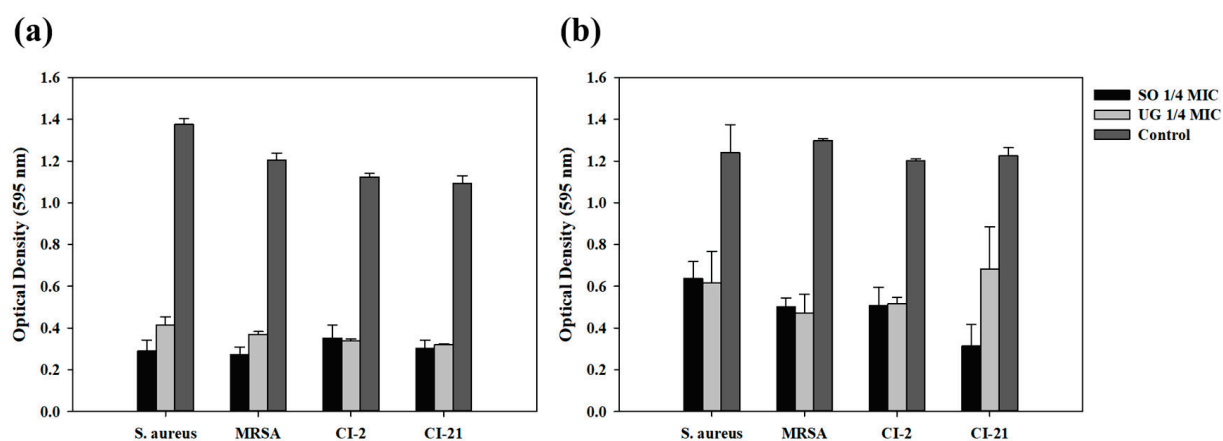 (a)
(b)
Optical Density (595 nm)
1.6
1.4
1.2
1.0
0.8
0.6
0.4
0.2
0.0
S. aureus MRSA CI-2 CI-21
Optical Density (595 nm)
1.6
1.4
1.2
1.0
0.8
0.6
0.4
0.2
0.0
S. aureus MRSA CI-2 CI-21
SO 1/4 MIC
UG 1/4 MIC
Control